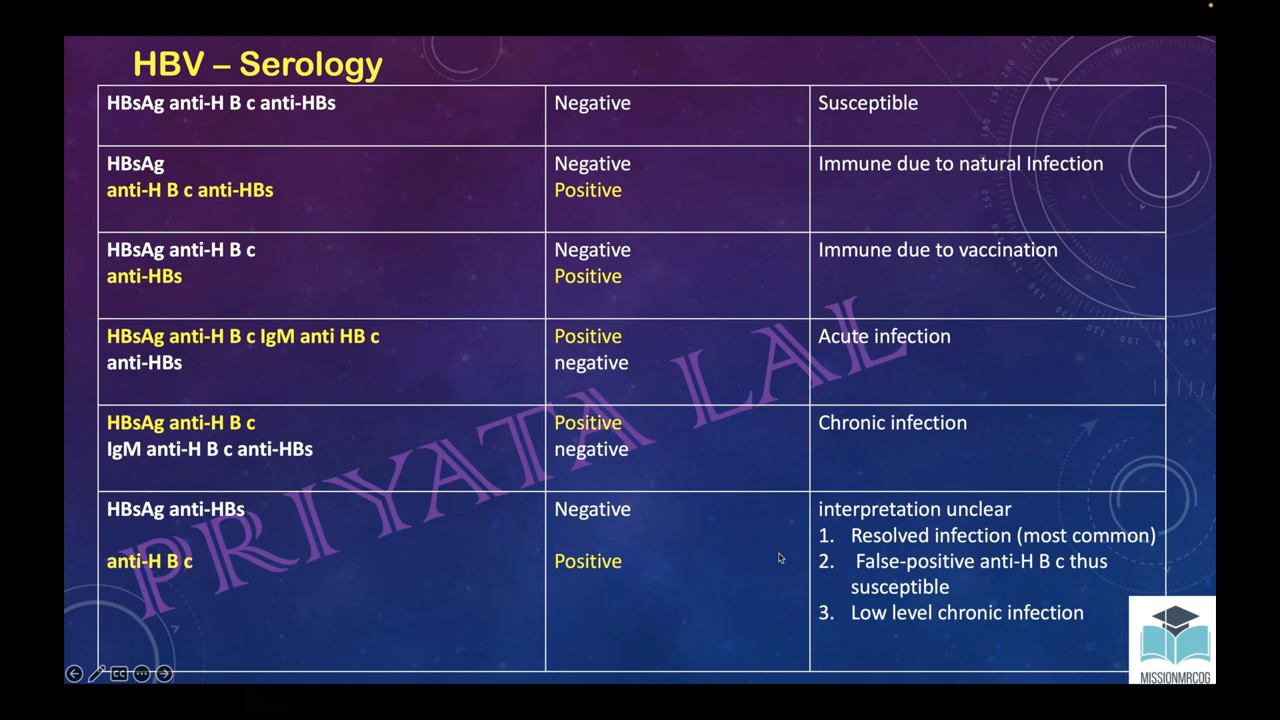 HBV – Serology
HBsAg anti-H B c anti-HBs
Negative
Susceptible
HBsAg
anti-H B c anti-HBs
Negative
Positive
Immune due to natural Infection
HBsAg anti-H B c
anti-HBs
Negative
Positive
Immune due to vaccination
HBsAg anti-H B c IgM anti HB c
anti-HBs
Positive
negative
Acute infection
HBsAg anti-H B c
IgM anti-H B c anti-HBs
Positive
negative
Chronic infection
HBsAg anti-HBs
anti-H B c
Negative
Positive
interpretation unclear
1. Resolved infection (most common)
2. False-positive anti-H B c thus
susceptible
3. Low level chronic infection
PRIYATA LAL
MISSIONMRCOG
CC